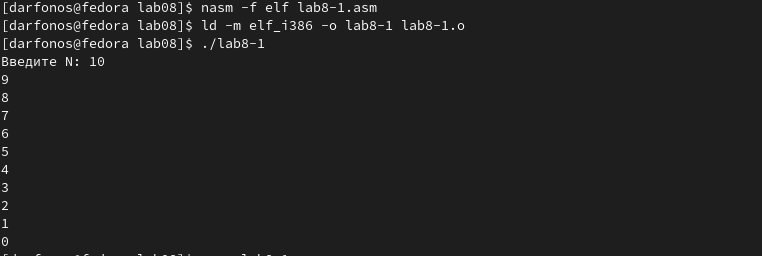 [darfonos@fedora lab08]$ nasm -f elf lab8-1.asm
[darfonos@fedora lab08]$ ld -m elf_i386 -o lab8-1 lab8-1.o
[darfonos@fedora lab08]$ ./lab8-1
Введите N: 10
9
8
7
6
5
4
3
2
1
0